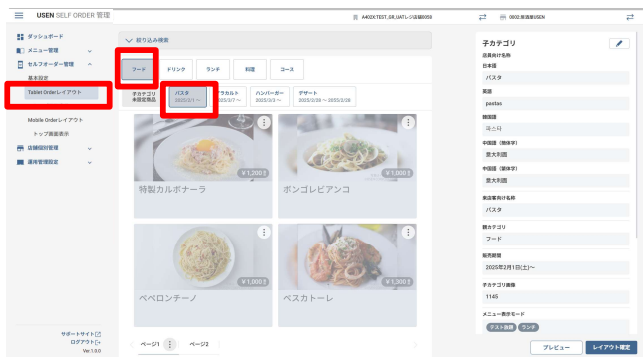 USEN SELF ORDER 管理
A402X:TEST_GR_UATレジ店舗0059
0002:居酒屋USEN
ダッシュボード
メニュー管理
セルフオーダー管理
基本設定
Tablet Orderレイアウト
Mobile Orderレイアウト
トップ画面表示
店舗個別管理
運用管理設定
サポートサイト
ログアウト
Ver.1.0.0
絞り込み検索
フード
ドリンク
ランチ
料理
コース
子カテゴリ
未設定商品
パスタ
2025/2/1 ～
アラカルト
2025/3/7 ～
ハンバーガー
2025/3/3 ～
デザート
2025/2/28 ～ 2025/2/28
¥1,200
特製カルボナーラ
¥1,000
ボンゴレビアンコ
¥1,000
ペペロンチーノ
¥1,300
ペスカトーレ
ページ1
ページ2
子カテゴリ
店員向け名称
日本語
パスタ
英語
pastas
韓国語
파스타
中国語（簡体字）
意大利面
中国語（繁体字）
意大利麵
来店客向け名称
パスタ
親カテゴリ
フード
販売期間
2025年2月1日(土)～
子カテゴリ画像
1145
メニュー表示モード
テスト放題
ランチ
プレビュー
レイアウト確定